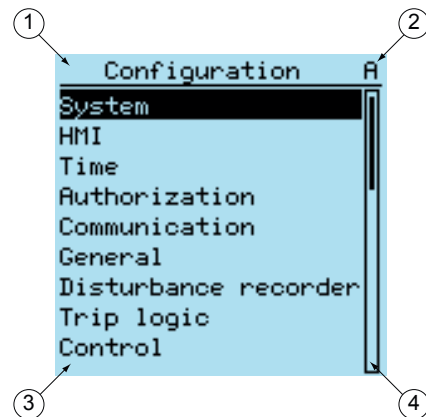 1
2
Configuration A
System
HMI
Time
Authorization
Communication
General
Disturbance recorder
Trip logic
Control
3
4